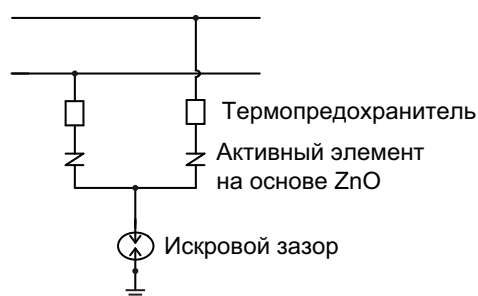 Термопредохранитель
Активный элемент
на основе ZnO
Искровой зазор